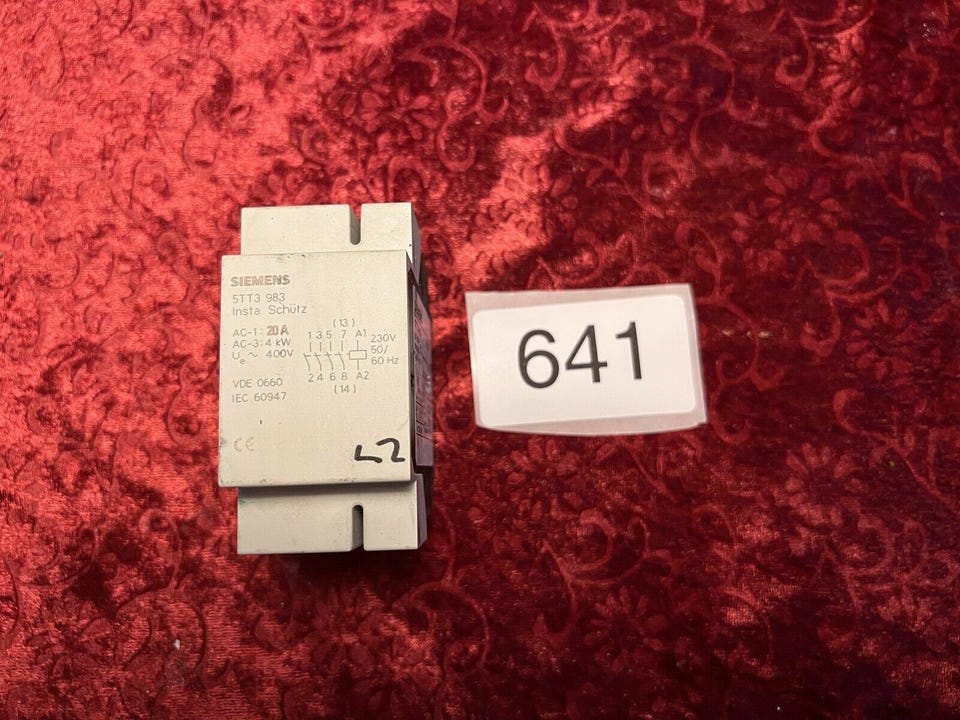 SIEMENS
5TT3 983
Insta Schütz
AC-1: 20A
AC-3: 4 kW
Ue ~ 400V
VDE 0660
IEC 60947
CE
(13)
1 3 5 7 A1
2 4 6 8 A2
(14)
230V
50/
60 Hz
L2
641